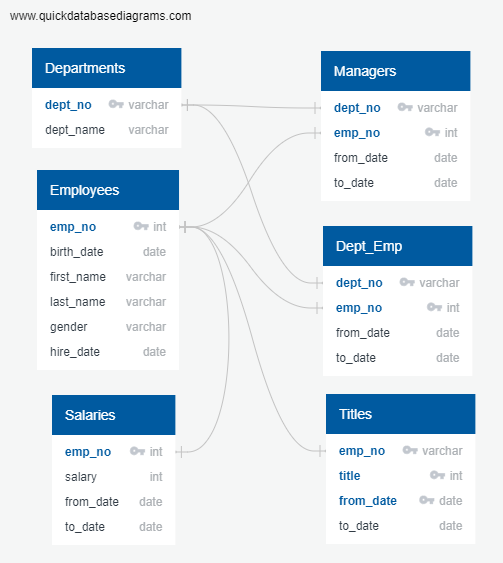 www.quickdatabasediagrams.com
Departments
dept_no varchar
dept_name varchar
Employees
emp_no int
birth_date date
first_name varchar
last_name varchar
gender varchar
hire_date date
Salaries
emp_no int
salary int
from_date date
to_date date
Managers
dept_no varchar
emp_no int
from_date date
to_date date
Dept_Emp
dept_no varchar
emp_no int
from_date date
to_date date
Titles
emp_no varchar
title int
from_date date
to_date date